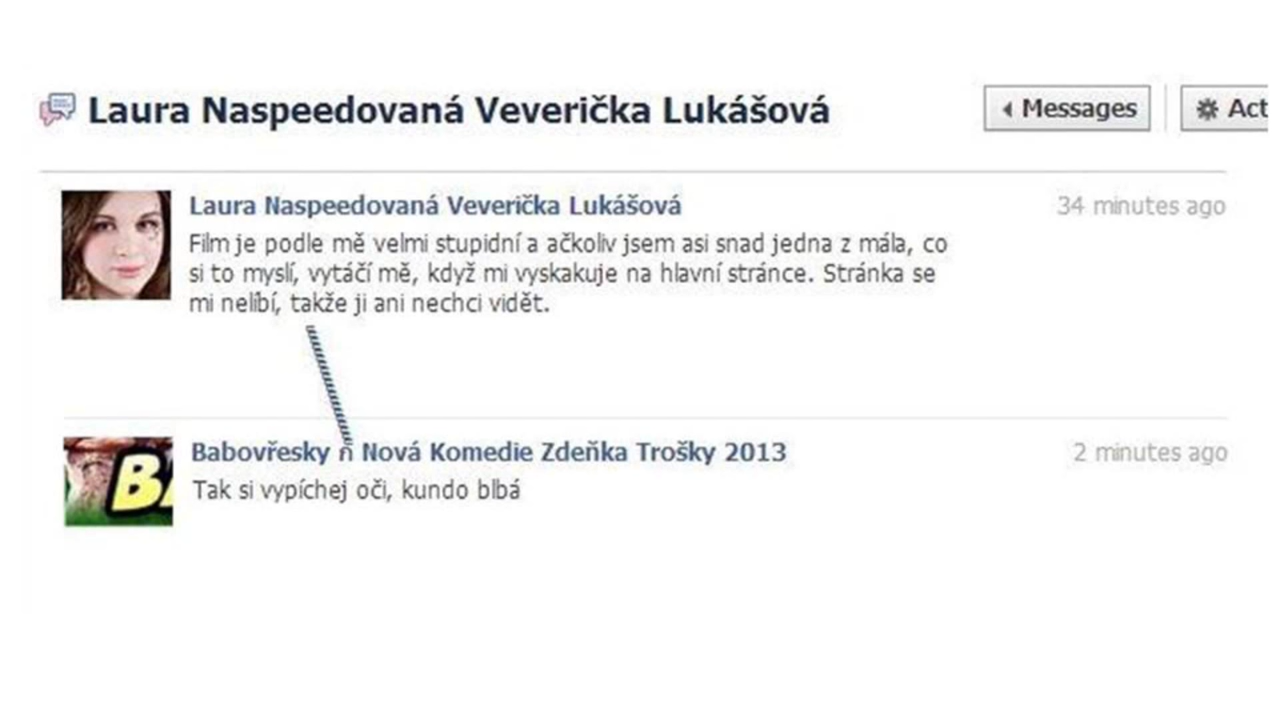 Laura Naspeedovaná Veverička Lukášová
Messages
Act
Laura Naspeedovaná Veverička Lukášová
34 minutes ago
Film je podle mě velmi stupidní a ačkoliv jsem asi snad jedna z mála, co
si to myslí, vytáčí mě, když mi vyskakuje na hlavní stránce. Stránka se
mi nelíbí, takže ji ani nechci vidět.
Babovřesky ñ Nová Komedie Zdeňka Trošky 2013
2 minutes ago
BA
Tak si vypíchej oči, kundo blbá